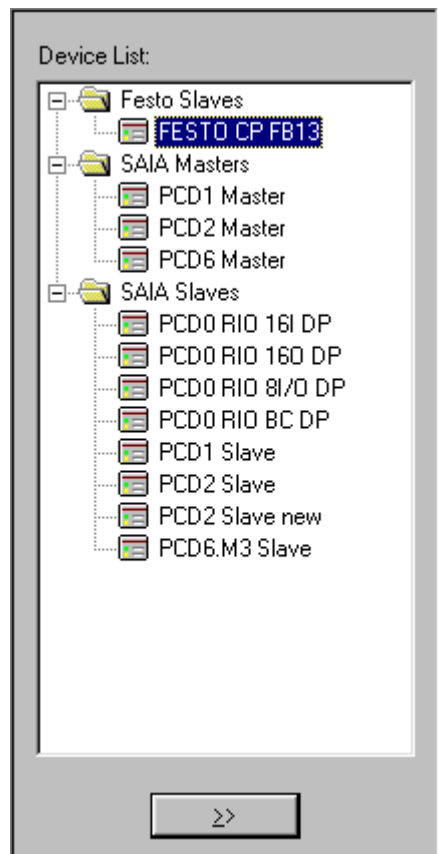 Device List:
Festo Slaves
FESTO CP FB13
SAIA Masters
PCD1 Master
PCD2 Master
PCD6 Master
SAIA Slaves
PCD0 RIO 16I DP
PCD0 RIO 16O DP
PCD0 RIO 8I/O DP
PCD0 RIO BC DP
PCD1 Slave
PCD2 Slave
PCD2 Slave new
PCD6.M3 Slave
>>